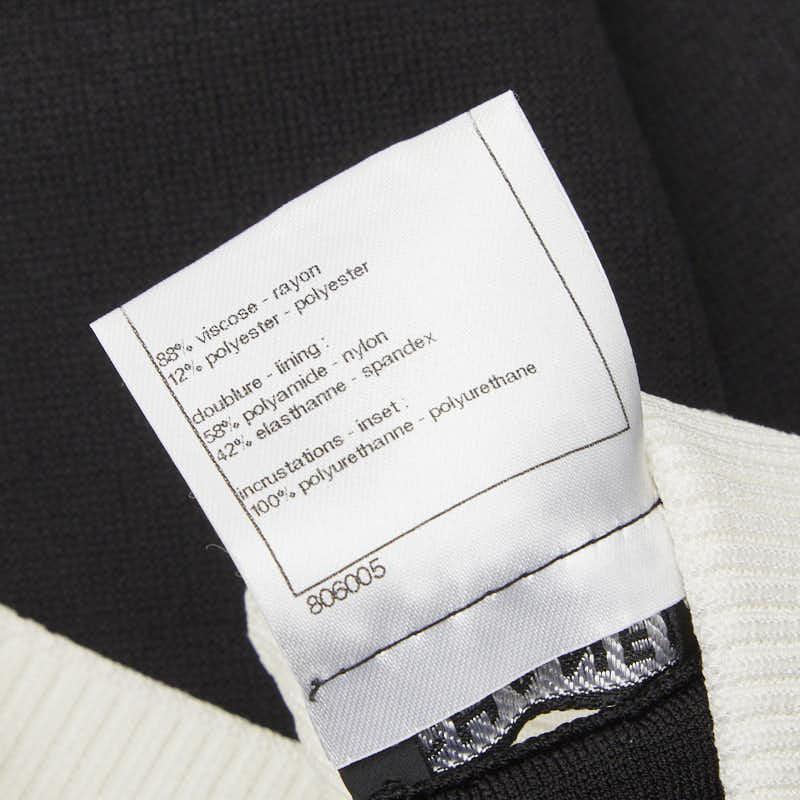 88% viscose - rayon
12% polyester - polyester
doublure - lining :
58% polyamide - nylon
42% elasthanne - spandex
incrustations - inset :
100% polyurethanne - polyurethane
806005